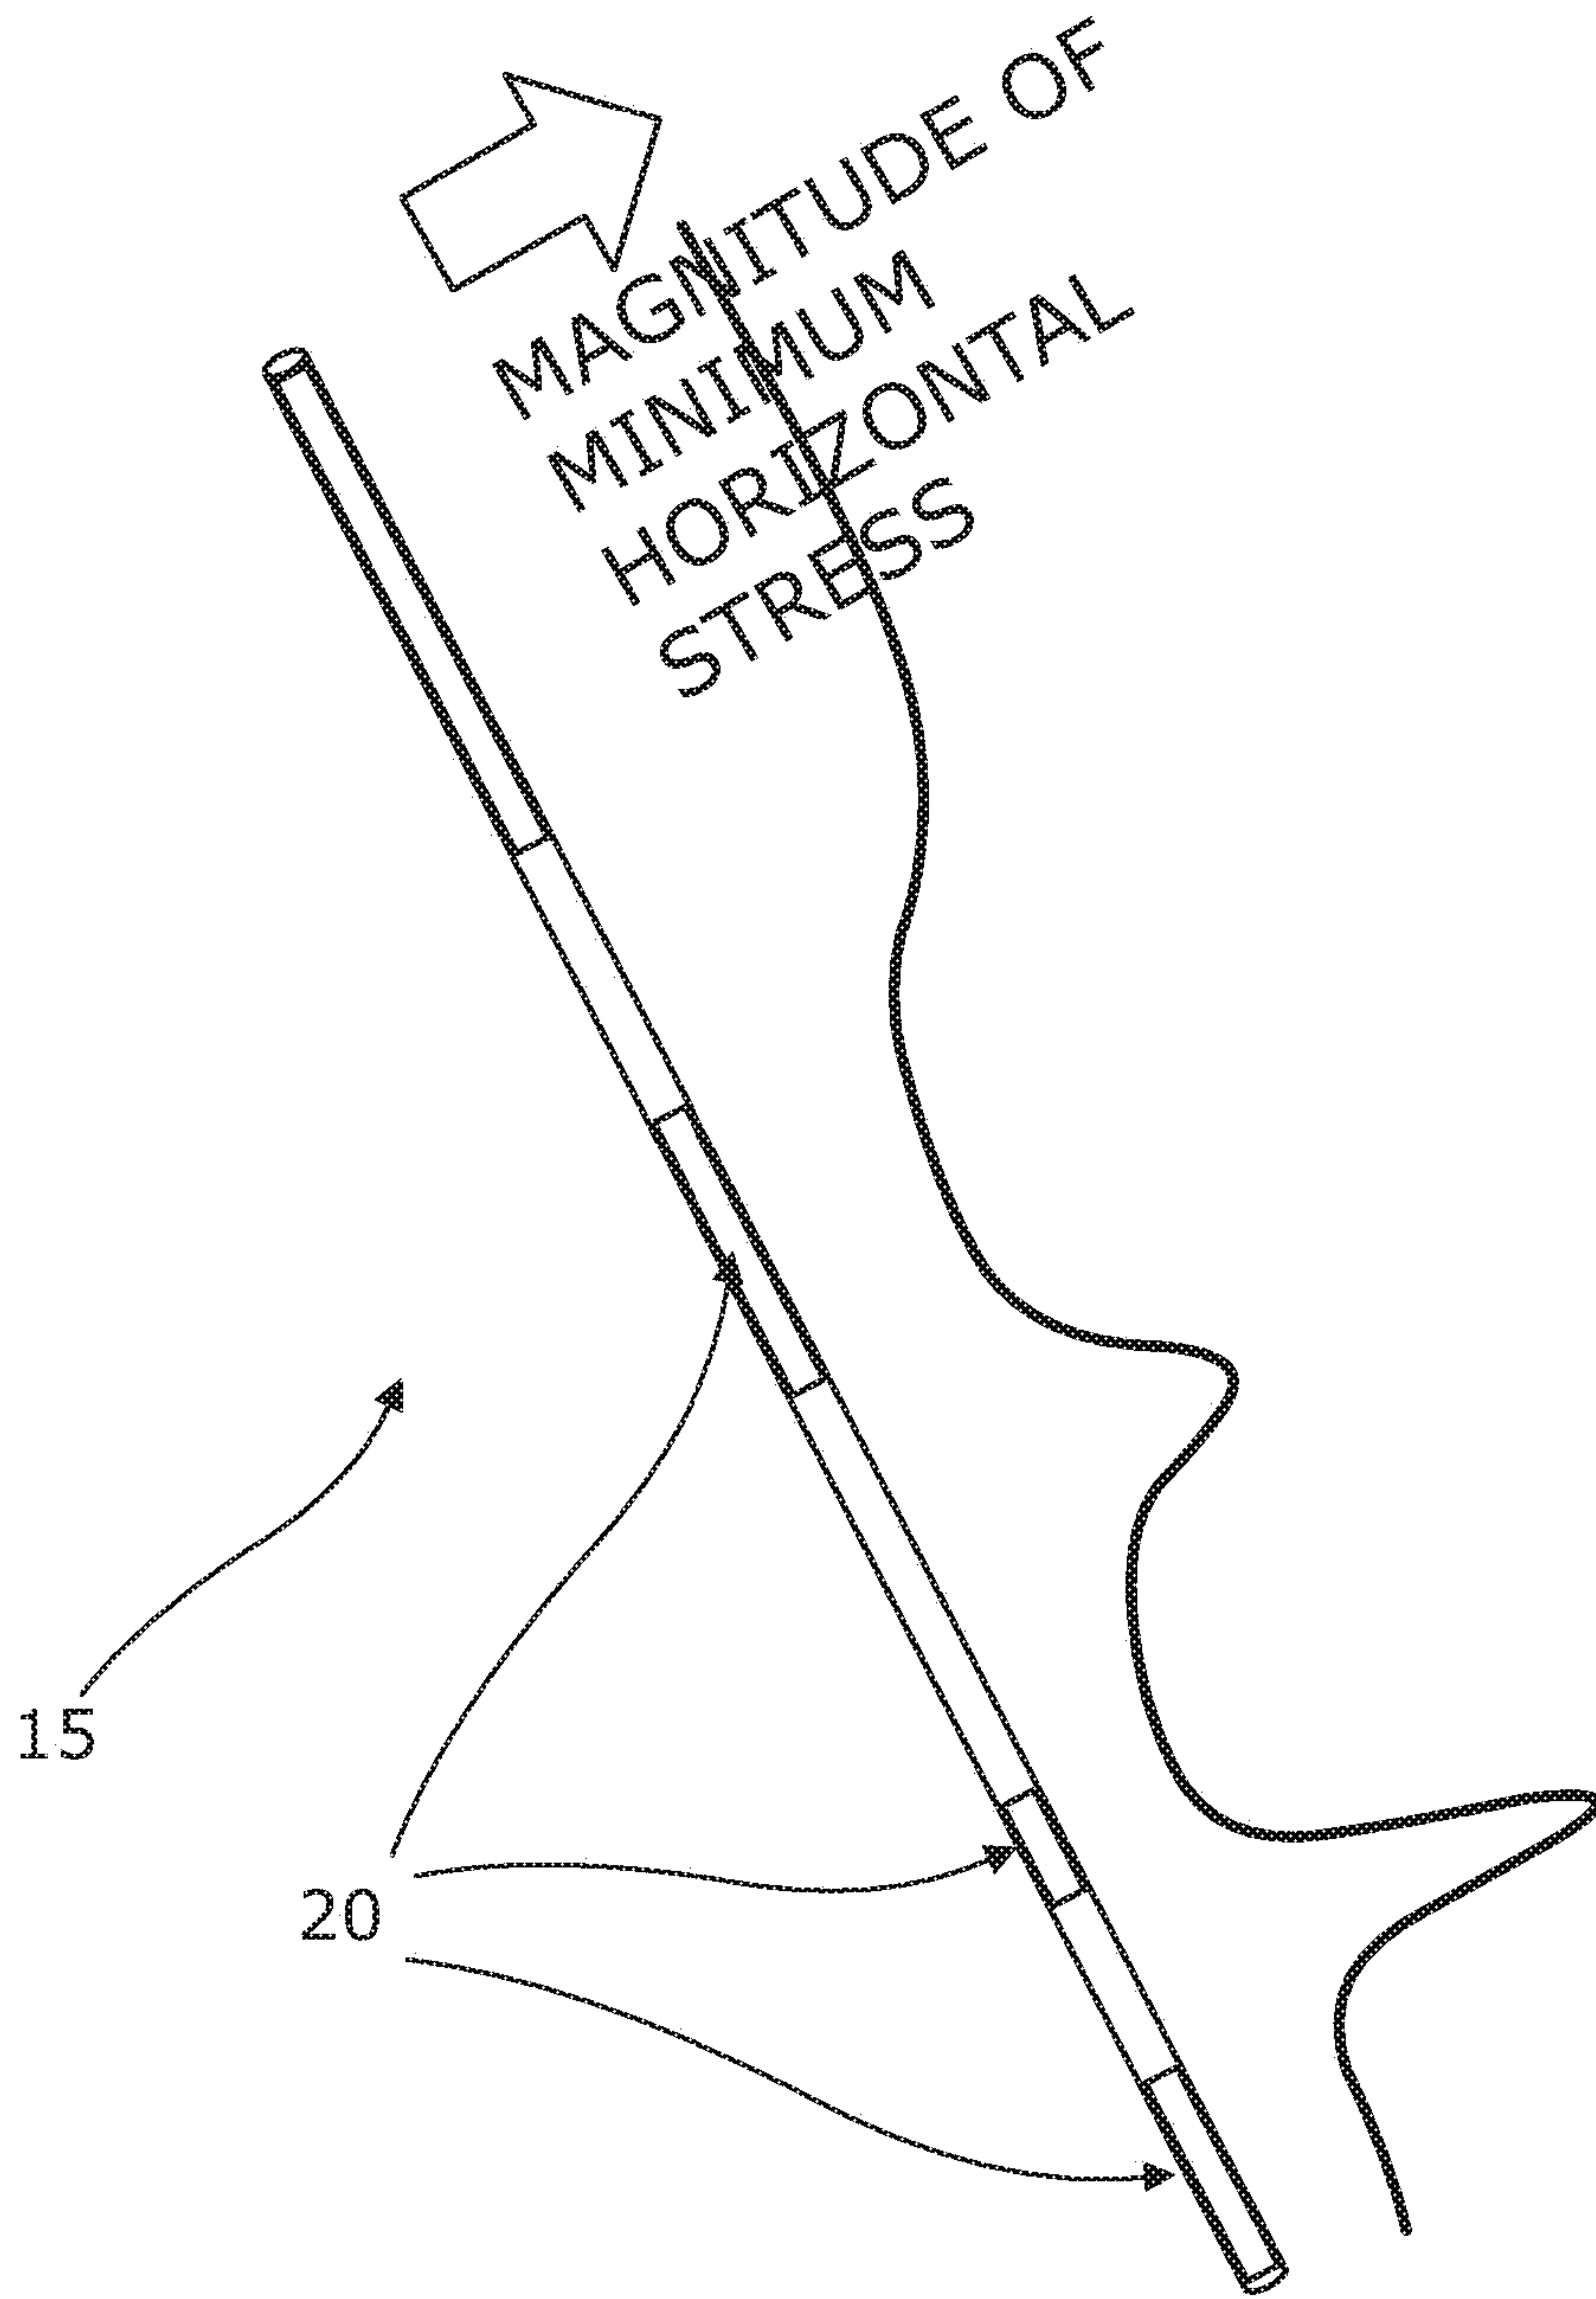 MAGNITUDE OF
MINIMUM
HORIZONTAL
STRESS
15
20